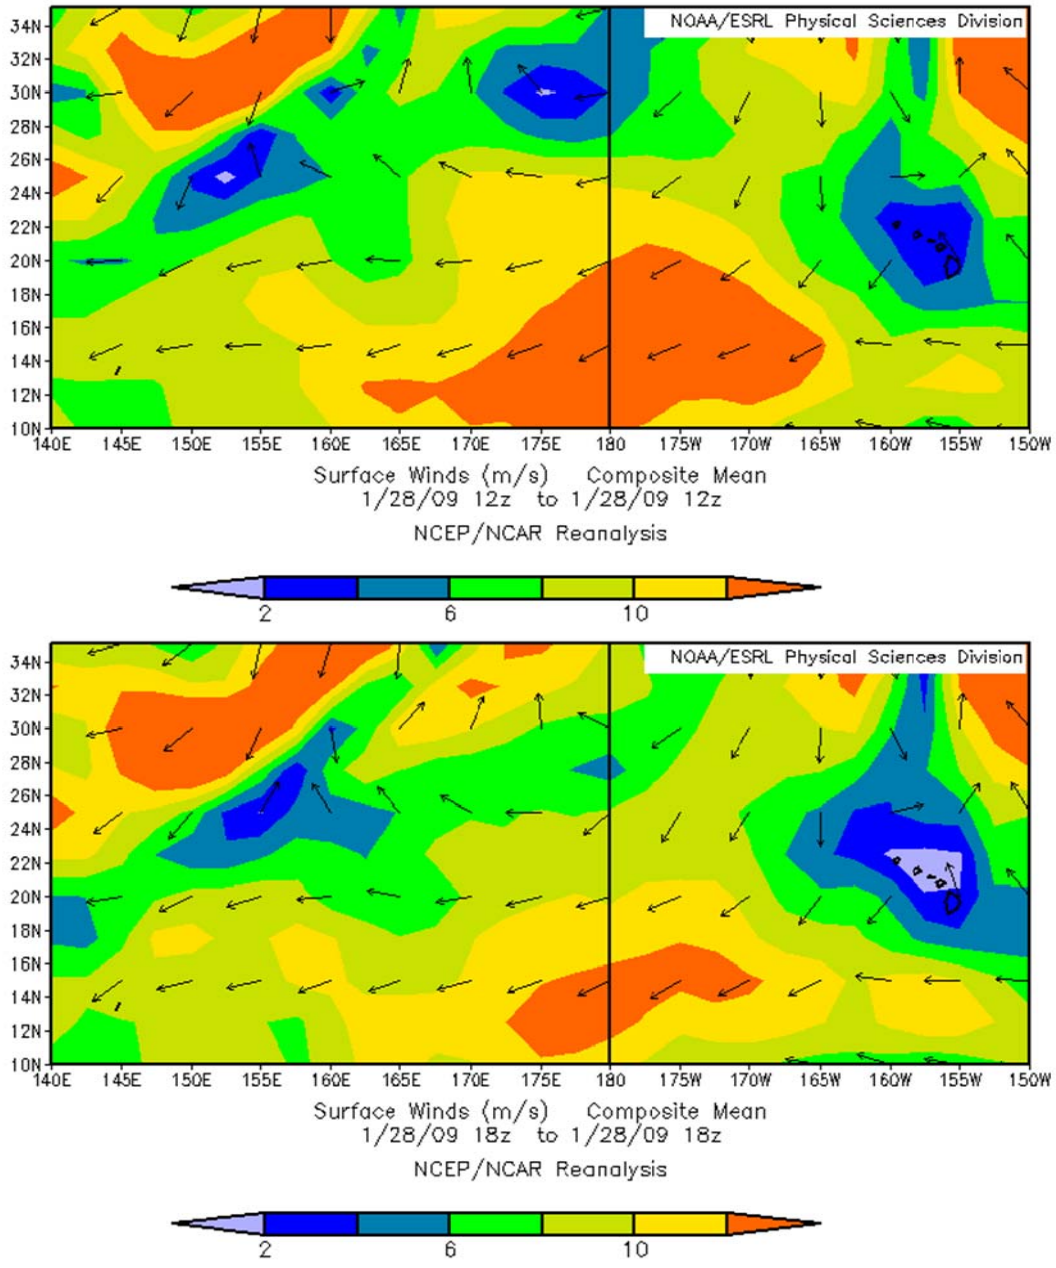 34N
NOAA/ESRL Physical Sciences Division
32N
30N
28N
26N
24N
22N
20N
18N
16N
14N
12N
10N
140E 145E 150E 155E 160E 165E 170E 175E 180 175W 170W 165W 160W 155W 150W
Surface Winds (m/s) Composite Mean
1/28/09 12z to 1/28/09 12z
NCEP/NCAR Reanalysis
2 6 10
34N
NOAA/ESRL Physical Sciences Division
32N
30N
28N
26N
24N
22N
20N
18N
16N
14N
12N
10N
140E 145E 150E 155E 160E 165E 170E 175E 180 175W 170W 165W 160W 155W 150W
Surface Winds (m/s) Composite Mean
1/28/09 18z to 1/28/09 18z
NCEP/NCAR Reanalysis
2 6 10